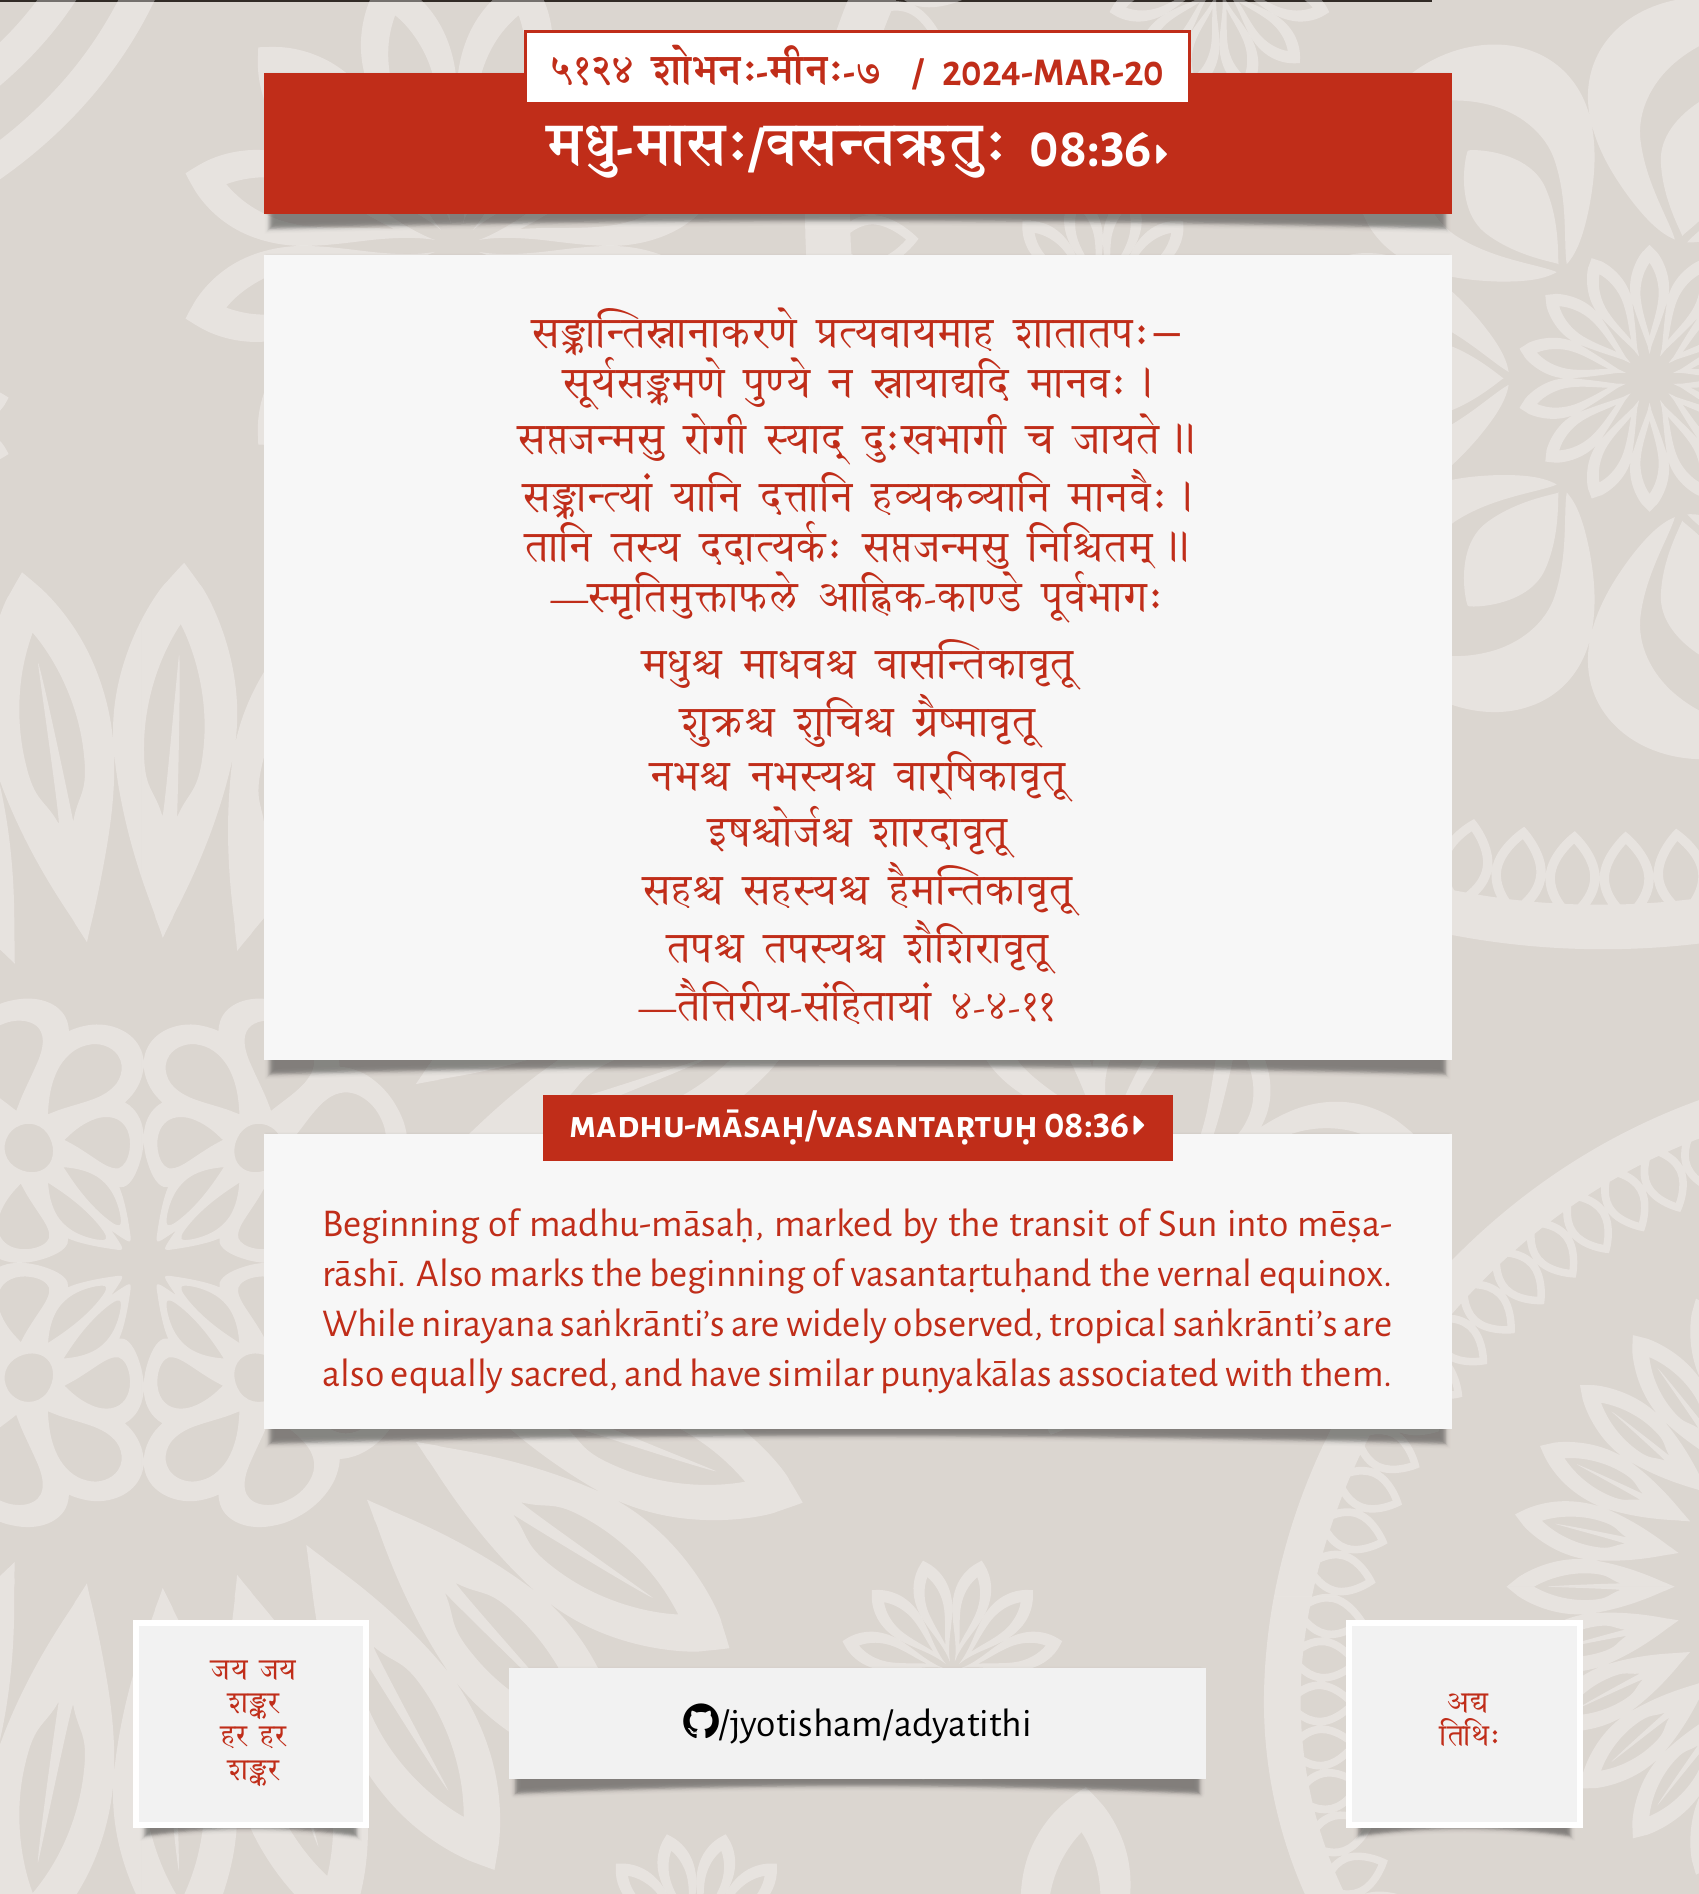 ५१२४ शोभनः-मीनः-७ / 2024-MAR-20
मधु-मासः/वसन्तऋतुः 08:36▸
सङ्क्रान्तिस्नानाकरणे प्रत्यवायमाह शातातपः—
सूर्यसङ्क्रमणे पुण्ये न स्नायाद्यदि मानवः ।
सप्तजन्मसु रोगी स्याद् दुःखभागी च जायते ॥
सङ्क्रान्त्यां यानि दत्तानि हव्यकव्यानि मानवैः ।
तानि तस्य ददात्यर्कः सप्तजन्मसु निश्चितम् ॥
—स्मृतिमुक्ताफले आह्निक-काण्डे पूर्वभागः
मधुश्च माधवश्च वासन्तिकावृतू
शुक्रश्च शुचिश्च ग्रैष्मावृतू
नभश्च नभस्यश्च वार्षिकावृतू
इषश्चोर्जश्च शारदावृतू
सहश्च सहस्यश्च हैमन्तिकावृतू
तपश्च तपस्यश्च शैशिरावृतू
—तैत्तिरीय-संहितायां ४-४-११
MADHU-MĀSAḤ/VASANTAR̥TUḤ 08:36▸
Beginning of madhu-māsaḥ, marked by the transit of Sun into mēṣa-
rāshī. Also marks the beginning of vasantar̥tuḥand the vernal equinox.
While nirayana saṅkrānti’s are widely observed, tropical saṅkrānti’s are
also equally sacred, and have similar puṇyakālas associated with them.
जय जय
शङ्कर
हर हर
शङ्कर
/jyotisham/adyatithi
अद्य
तिथिः